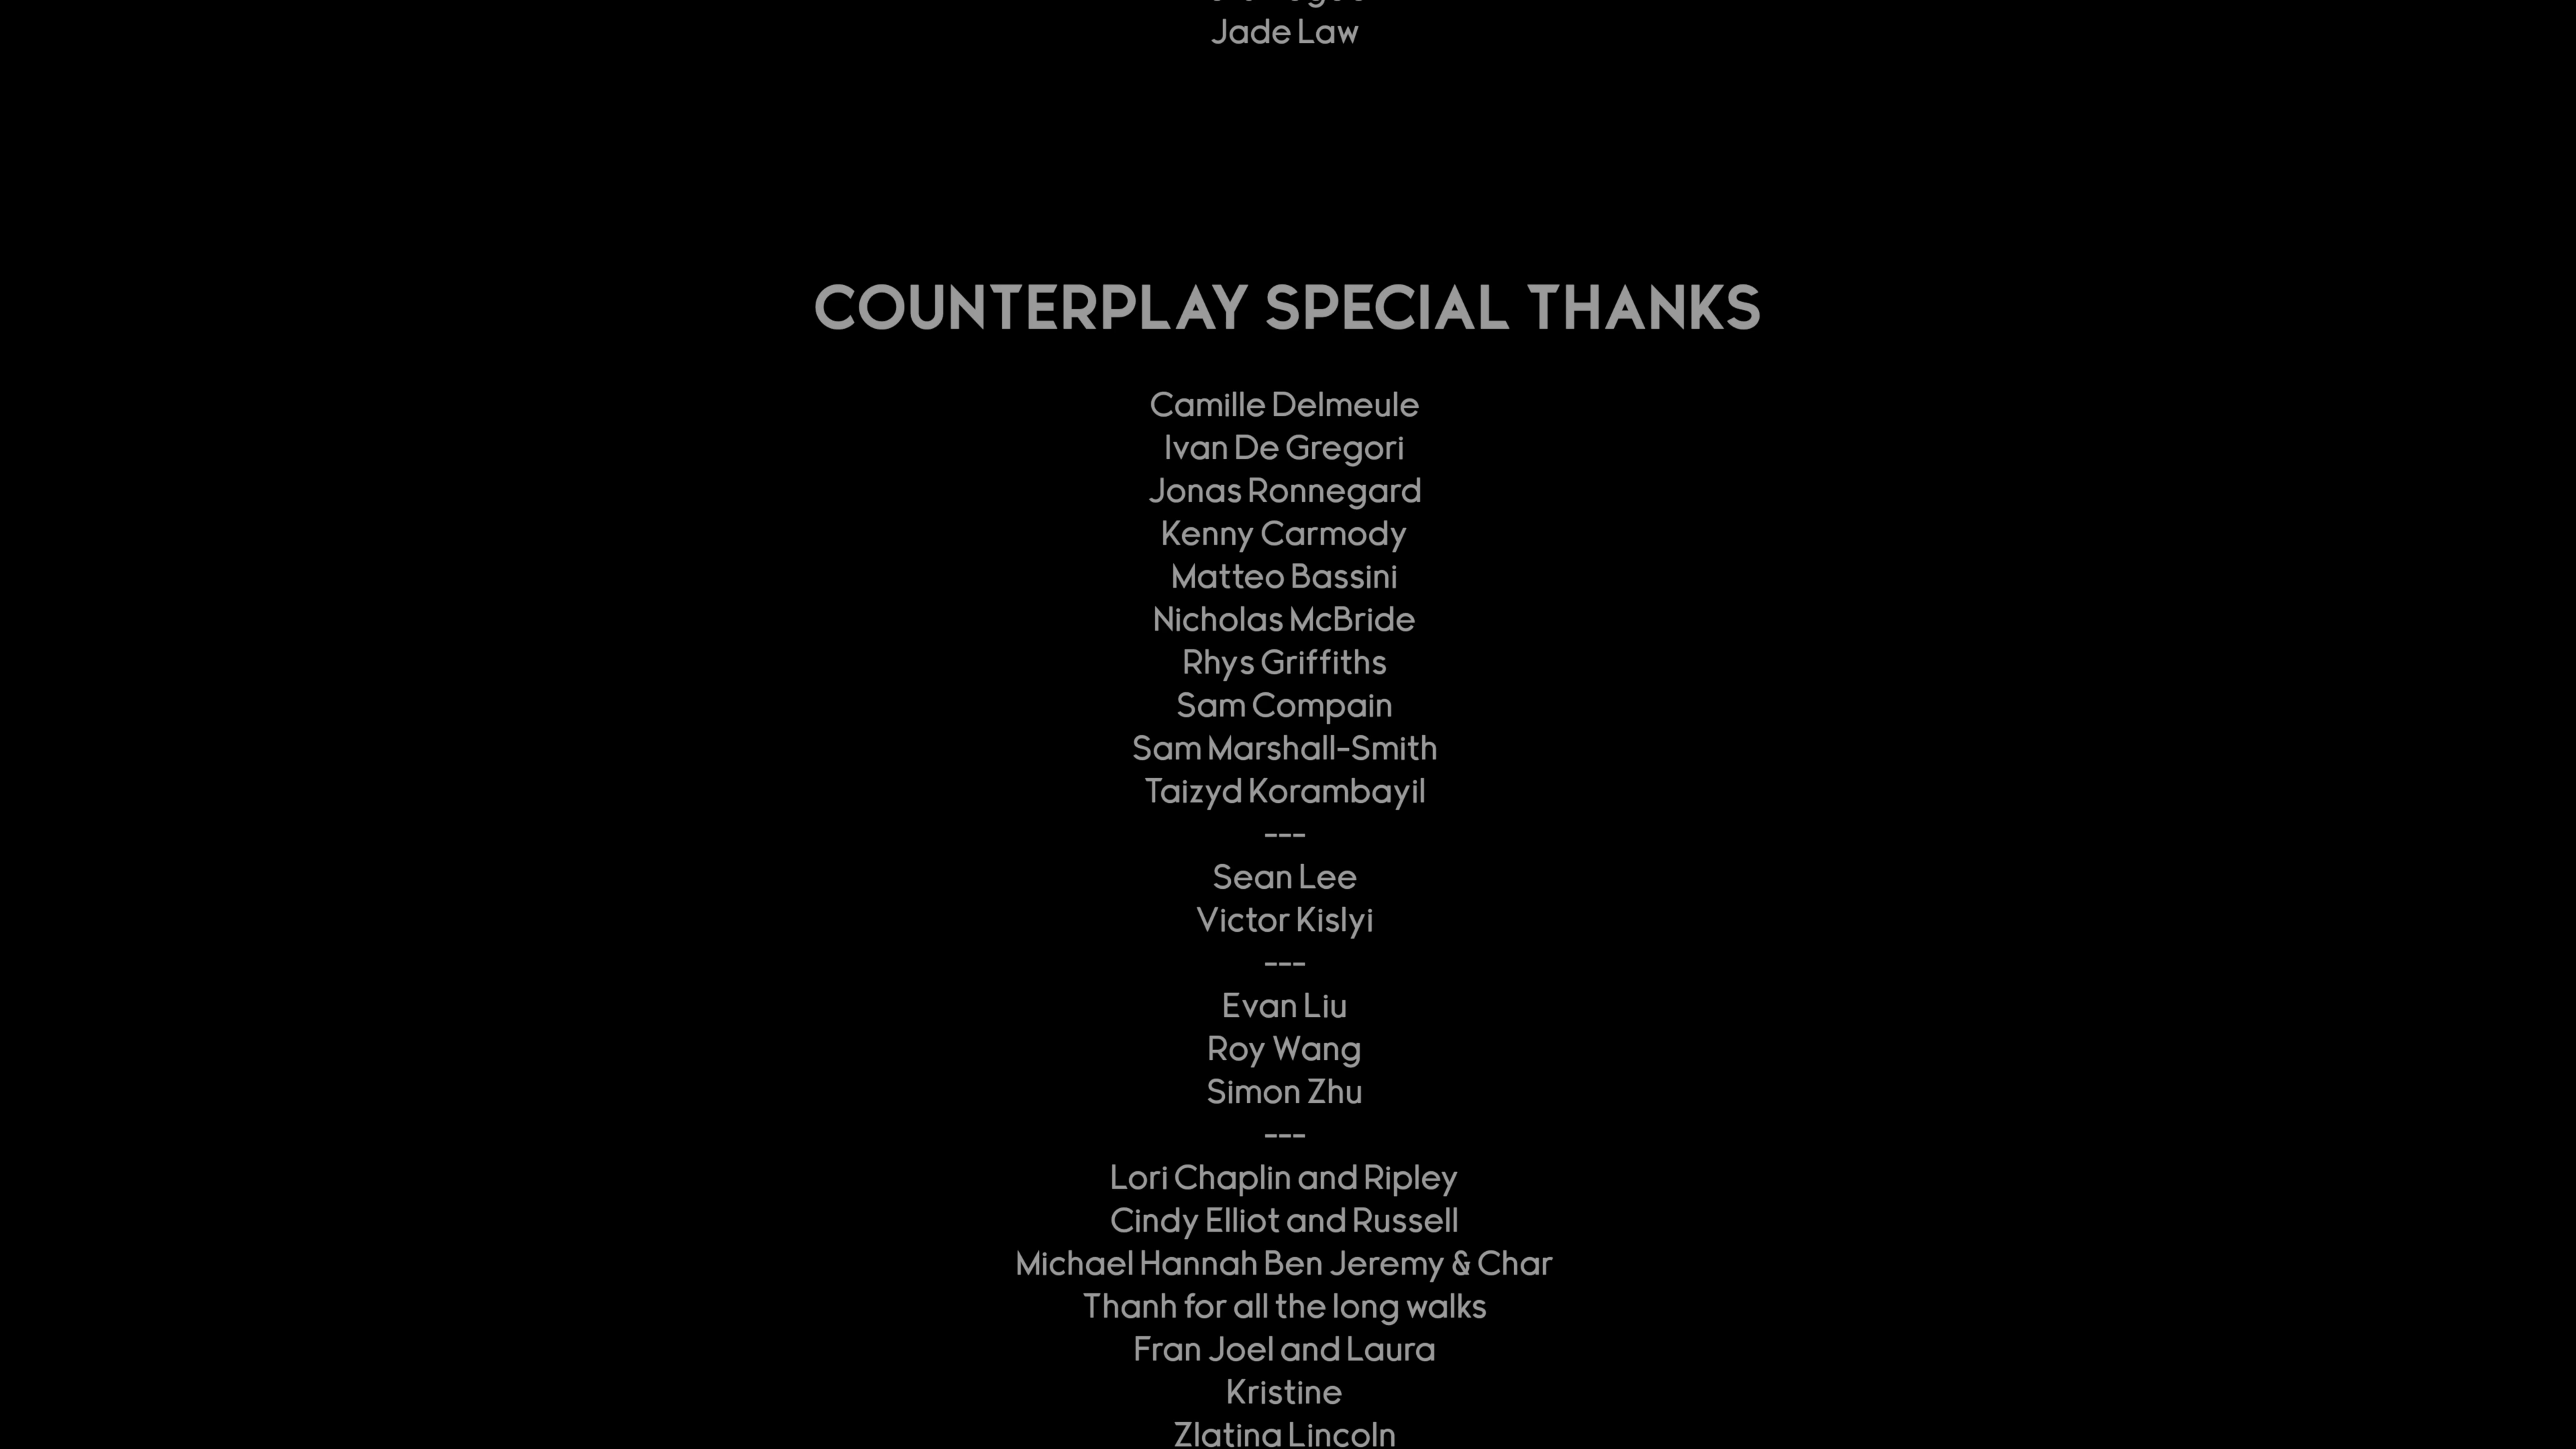 Jade Law
COUNTERPLAY SPECIAL THANKS
Camille Delmeule
Ivan De Gregori
Jonas Ronnegard
Kenny Carmody
Matteo Bassini
Nicholas McBride
Rhys Griffiths
Sam Compain
Sam Marshall-Smith
Taizyd Korambayil
---
Sean Lee
Victor Kislyi
---
Evan Liu
Roy Wang
Simon Zhu
---
Lori Chaplin and Ripley
Cindy Elliot and Russell
Michael Hannah Ben Jeremy & Char
Thanh for all the long walks
Fran Joel and Laura
Kristine
Zlatina Lincoln